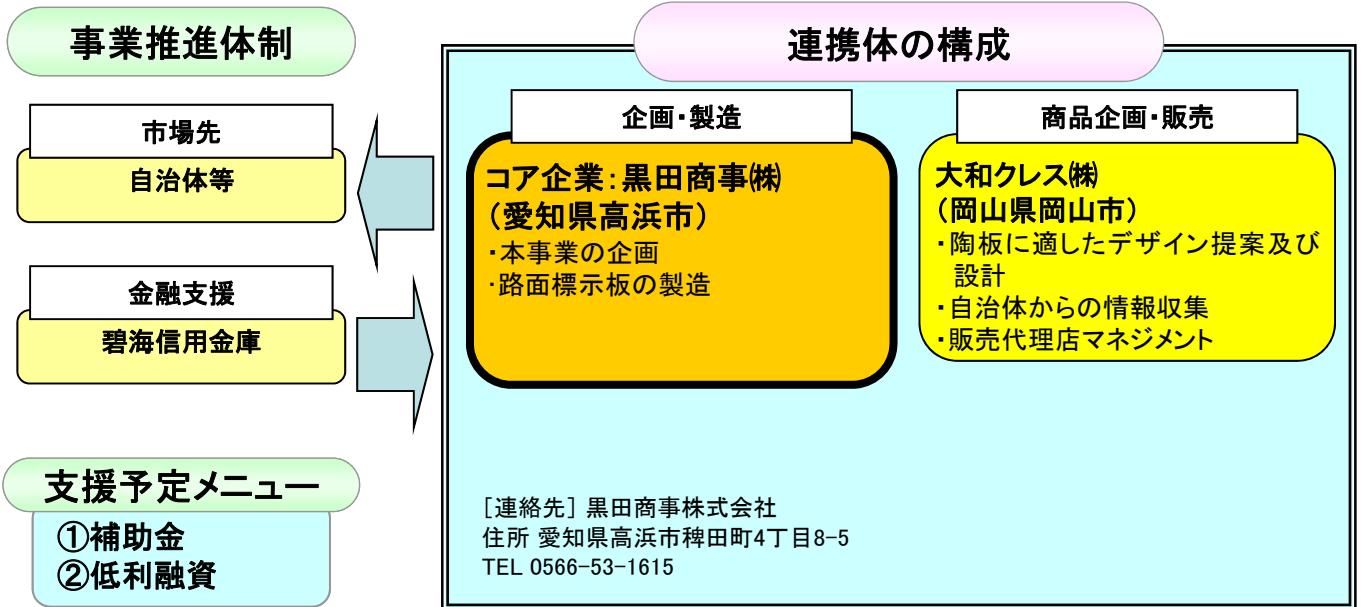 事業推進体制
市場先
自治体等
金融支援
碧海信用金庫
支援予定メニュー
①補助金
②低利融資
連携体の構成
企画・製造
コア企業：黒田商事㈱
（愛知県高浜市）
・本事業の企画
・路面標示板の製造
商品企画・販売
大和クレス㈱
（岡山県岡山市）
・陶板に適したデザイン提案及び
設計
・自治体からの情報収集
・販売代理店マネジメント
［連絡先］ 黒田商事株式会社
住所 愛知県高浜市稗田町4丁目8-5
TEL 0566-53-1615